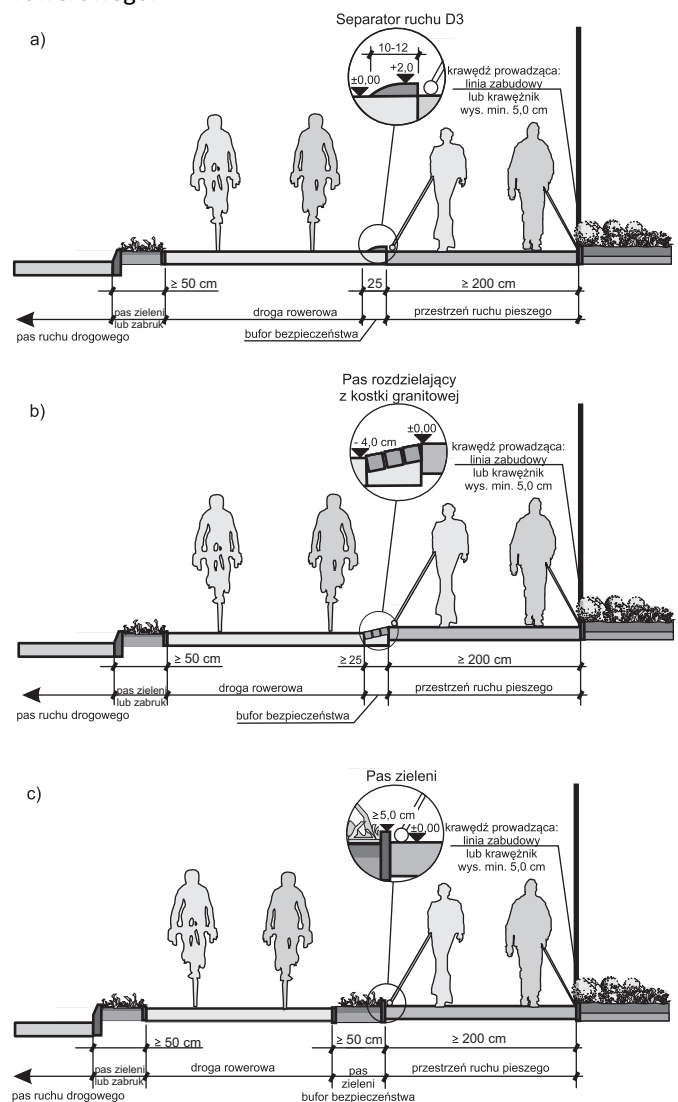 a)
Separator ruchu D3
10-12
±0,00
+2,0
krawędź prowadząca:
linia zabudowy
lub krawężnik
wys. min. 5,0 cm
≥ 50 cm
25
≥ 200 cm
pas zieleni
lub zabruk
droga rowerowa
przestrzeń ruchu pieszego
pas ruchu drogowego
bufor bezpieczeństwa
b)
Pas rozdzielający
z kostki granitowej
- 4,0 cm
±0,00
krawędź prowadząca:
linia zabudowy
lub krawężnik
wys. min. 5,0 cm
≥ 50 cm
≥ 25
≥ 200 cm
pas zieleni
lub zabruk
droga rowerowa
przestrzeń ruchu pieszego
pas ruchu drogowego
bufor bezpieczeństwa
c)
Pas zieleni
≥5,0 cm
±0,00
krawędź prowadząca:
linia zabudowy
lub krawężnik
wys. min. 5,0 cm
≥ 50 cm
≥ 50 cm
≥ 200 cm
pas zieleni
lub zabruk
droga rowerowa
pas
zieleni
przestrzeń ruchu pieszego
pas ruchu drogowego
bufor bezpieczeństwa